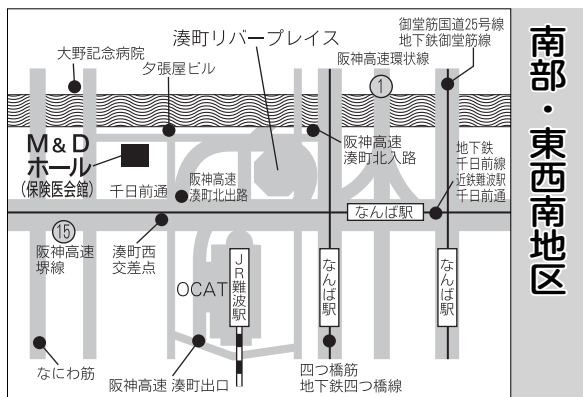 御堂筋国道25号線
地下鉄御堂筋線
湊町リバープレイス
大野記念病院
夕張屋ビル
阪神高速環状線
1
M&D
ホール
(保険医会館)
千日前通
阪神高速
湊町北出路
阪神高速
湊町北入路
地下鉄
千日前線
近鉄難波駅
千日前通
なんば駅
15
阪神高速
堺線
湊町西
交差点
OCAT
JR難波駅
なんば駅
なんば駅
なにわ筋
阪神高速 湊町出口
四つ橋筋
地下鉄四つ橋線
南部・東西南地区